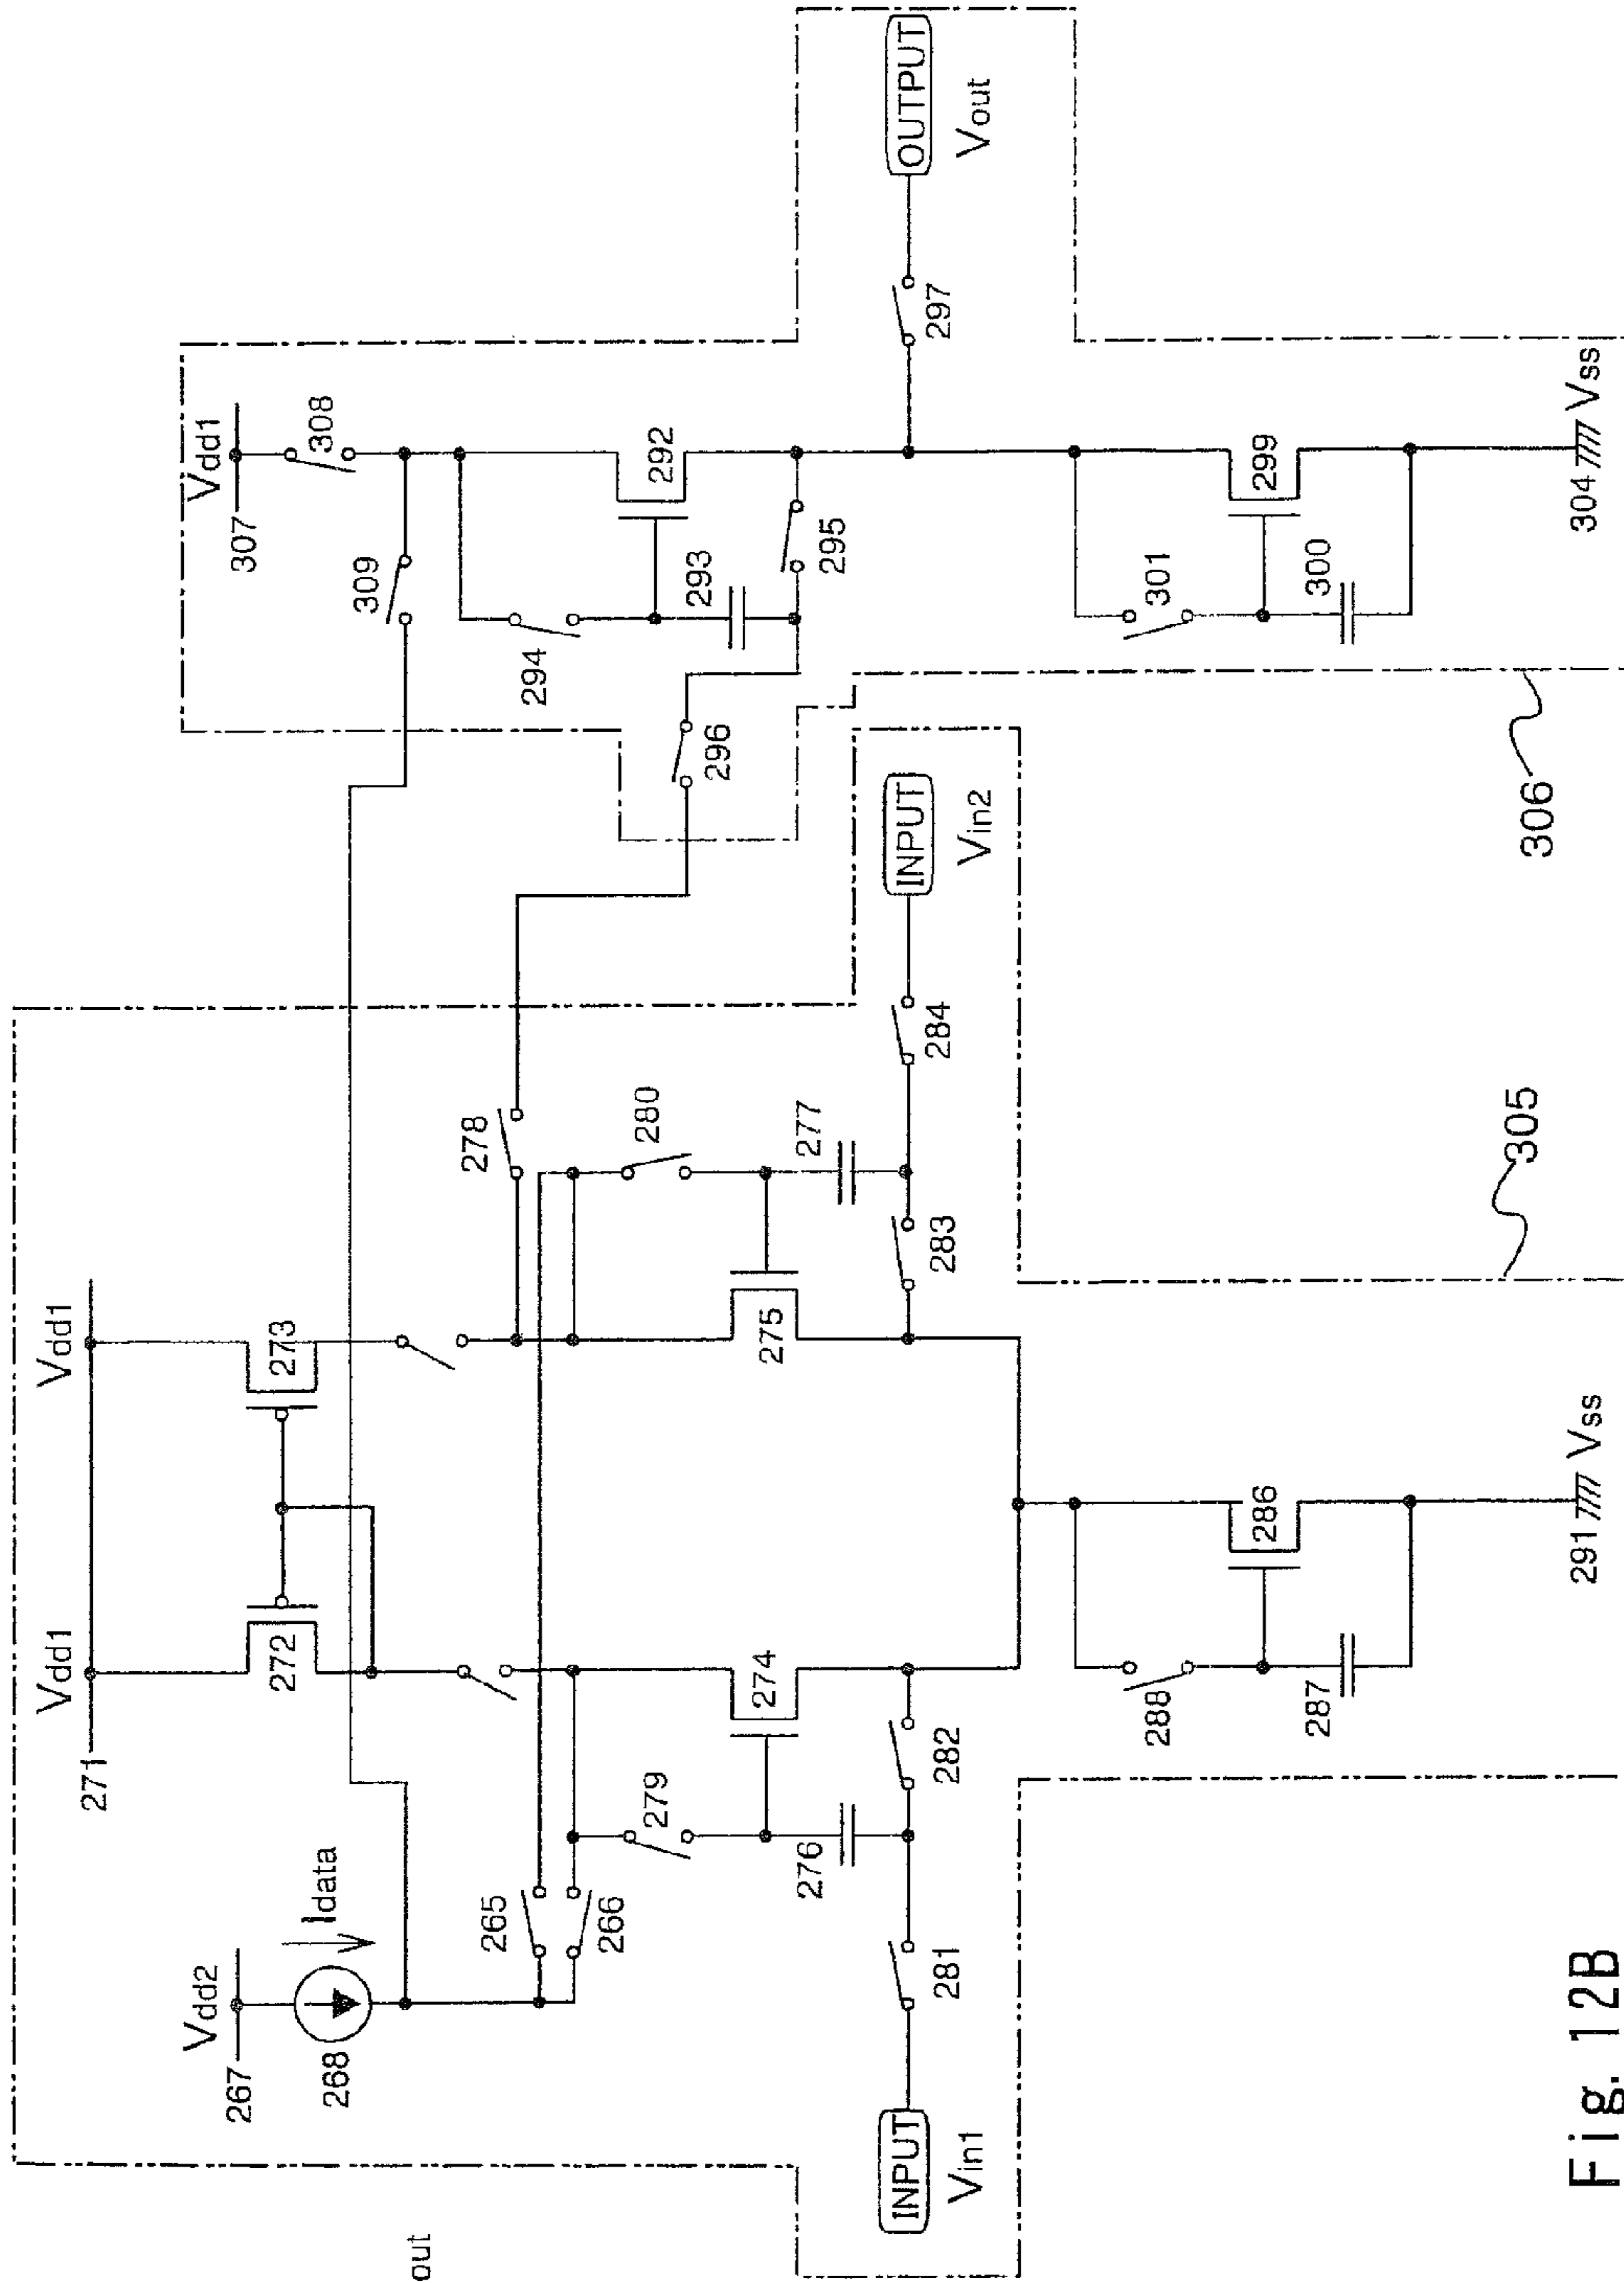 Vdd1
Vdd1
271
272
273
Vdd2
267
268
Idata
265
266
278
279
280
274
275
276
277
INPUT
Vin1
281
282
283
284
INPUT
Vin2
288
286
287
291
Vss
305
Vdd1
307
308
309
292
294
293
295
296
297
OUTPUT
Vout
301
299
300
304
Vss
306
out
Fig. 12B